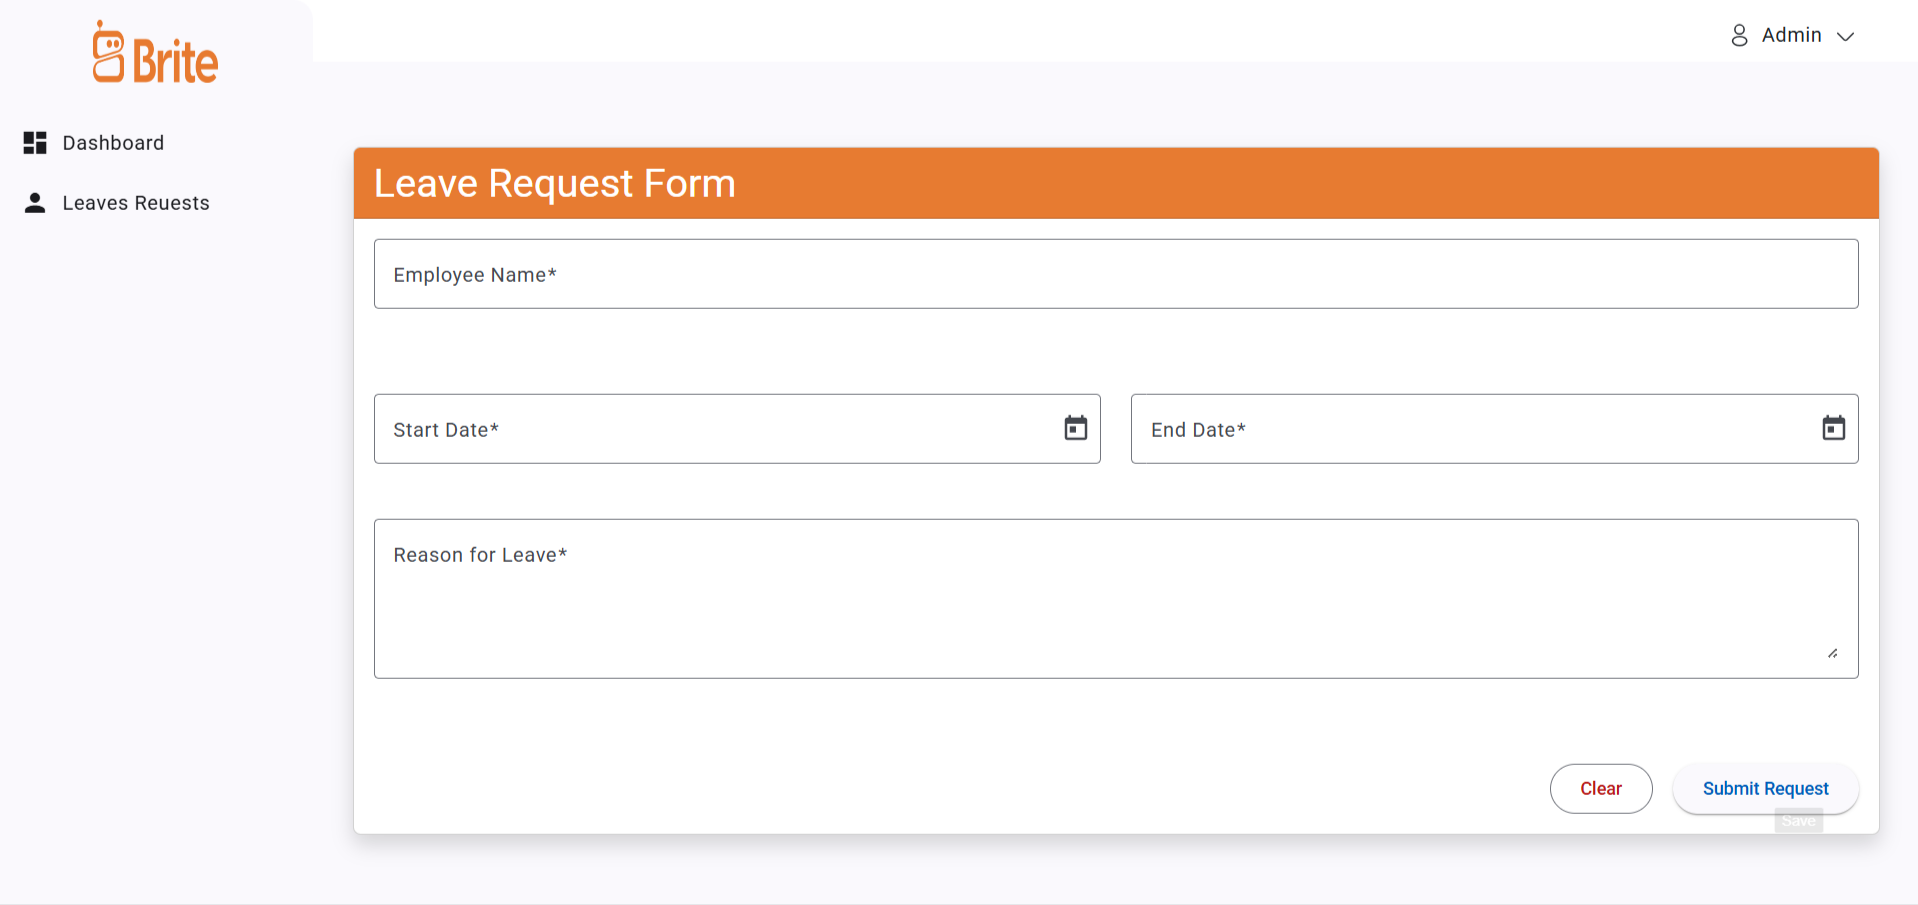 Brite
Admin
Dashboard
Leaves Reuests
Leave Request Form
Employee Name*
Start Date*
End Date*
Reason for Leave*
Clear
Submit Request
Save